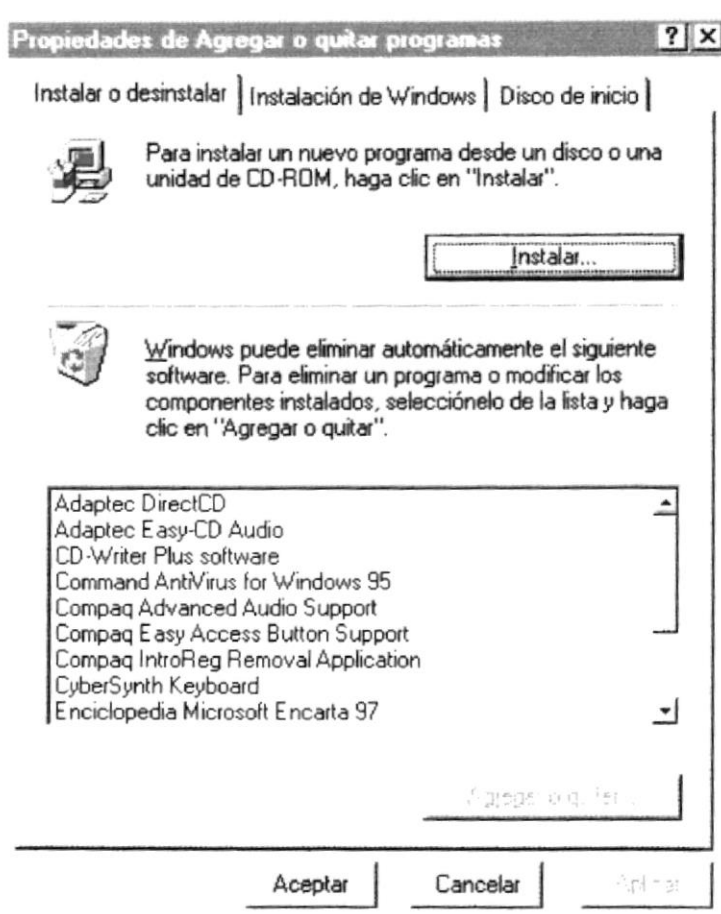 Propiedades de Agregar o quitar programas
Instalar o desinstalar
Instalación de Windows
Disco de inicio
Para instalar un nuevo programa desde un disco o una
unidad de CD-ROM, haga clic en "Instalar".
Instalar...
Windows puede eliminar automáticamente el siguiente
software. Para eliminar un programa o modificar los
componentes instalados, selecciónelo de la lista y haga
clic en "Agregar o quitar".
Adaptec DirectCD
Adaptec Easy-CD Audio
CD-Writer Plus software
Command AntiVirus for Windows 95
Compaq Advanced Audio Support
Compaq Easy Access Button Support
Compaq IntroReg Removal Application
CyberSynth Keyboard
Enciclopedia Microsoft Encarta 97
Agregar o quitar...
Aceptar
Cancelar
Aplicar